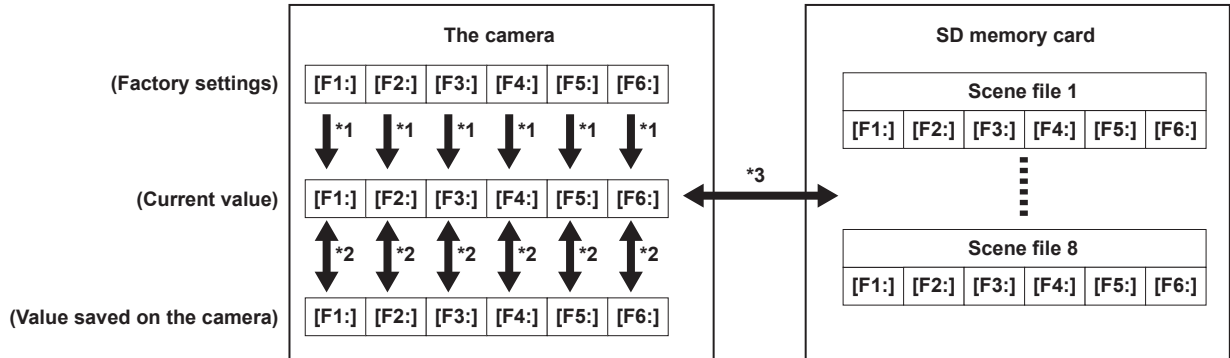 The camera
SD memory card
(Factory settings)
[F1:] [F2:] [F3:] [F4:] [F5:] [F6:]
Scene file 1
[F1:] [F2:] [F3:] [F4:] [F5:] [F6:]
*1 *1 *1 *1 *1 *1
*3
(Current value)
[F1:] [F2:] [F3:] [F4:] [F5:] [F6:]
*2 *2 *2 *2 *2 *2
Scene file 8
[F1:] [F2:] [F3:] [F4:] [F5:] [F6:]
(Value saved on the camera)
[F1:] [F2:] [F3:] [F4:] [F5:] [F6:]